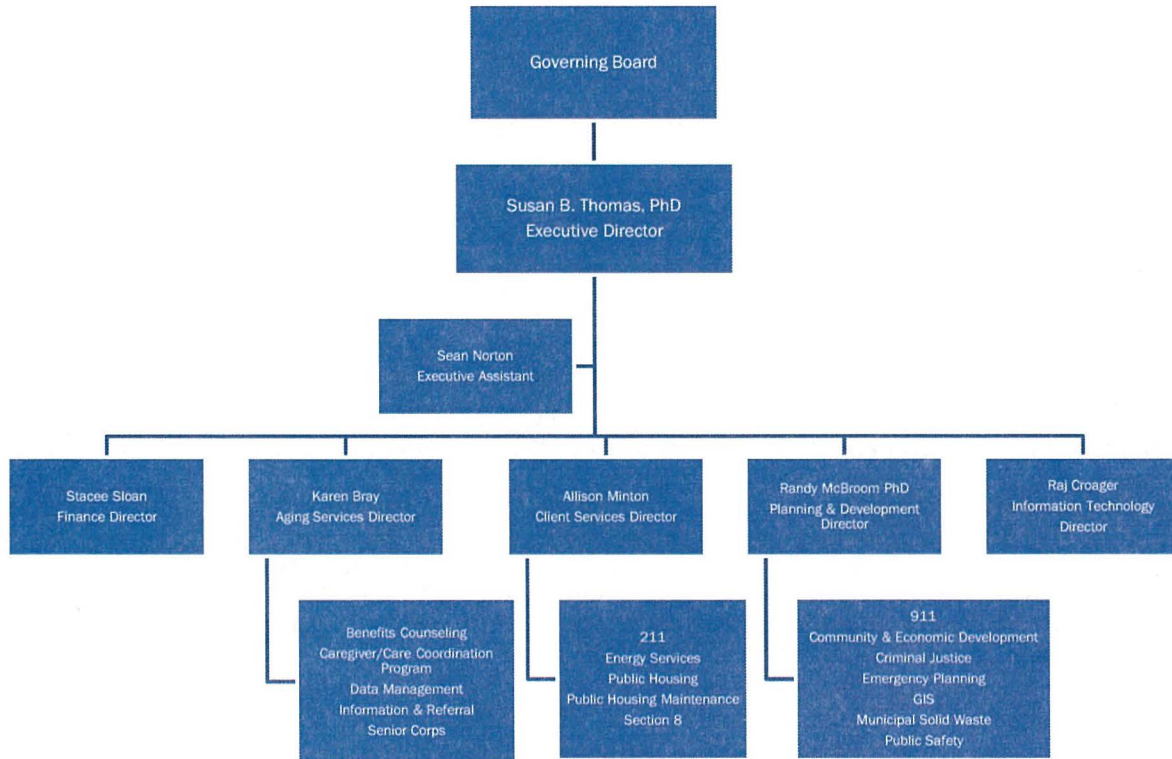 Governing Board
Susan B. Thomas, PhD
Executive Director
Sean Norton
Executive Assistant
Stacee Sloan
Finance Director
Karen Bray
Aging Services Director
Allison Minton
Client Services Director
Randy McBroom PhD
Planning & Development
Director
Raj Croager
Information Technology
Director
Benefits Counseling
Caregiver/Care Coordination
Program
Data Management
Information & Referral
Senior Corps
211
Energy Services
Public Housing
Public Housing Maintenance
Section 8
911
Community & Economic Development
Criminal Justice
Emergency Planning
GIS
Municipal Solid Waste
Public Safety